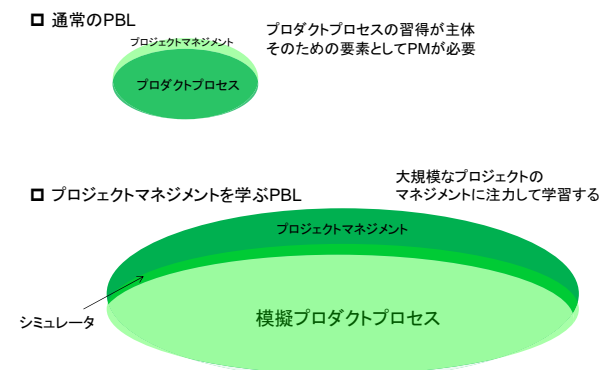 通常のPBL
プロダクトプロセスの習得が主体
そのための要素としてPMが必要
プロジェクトマネジメント
プロダクトプロセス
大規模なプロジェクトの
マネジメントに注力して学習する
プロジェクトマネジメントを学ぶPBL
プロジェクトマネジメント
シミュレータ
模擬プロダクトプロセス